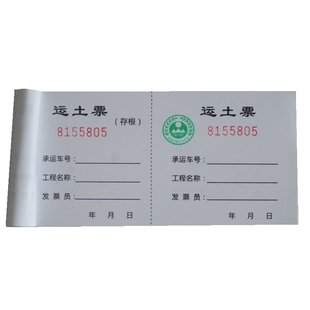 运土票
(存根)
8155805
承运车号:
工程名称:
发票员:
年 月 日
运土票
8155805
承运车号:
工程名称:
发票员:
年 月 日